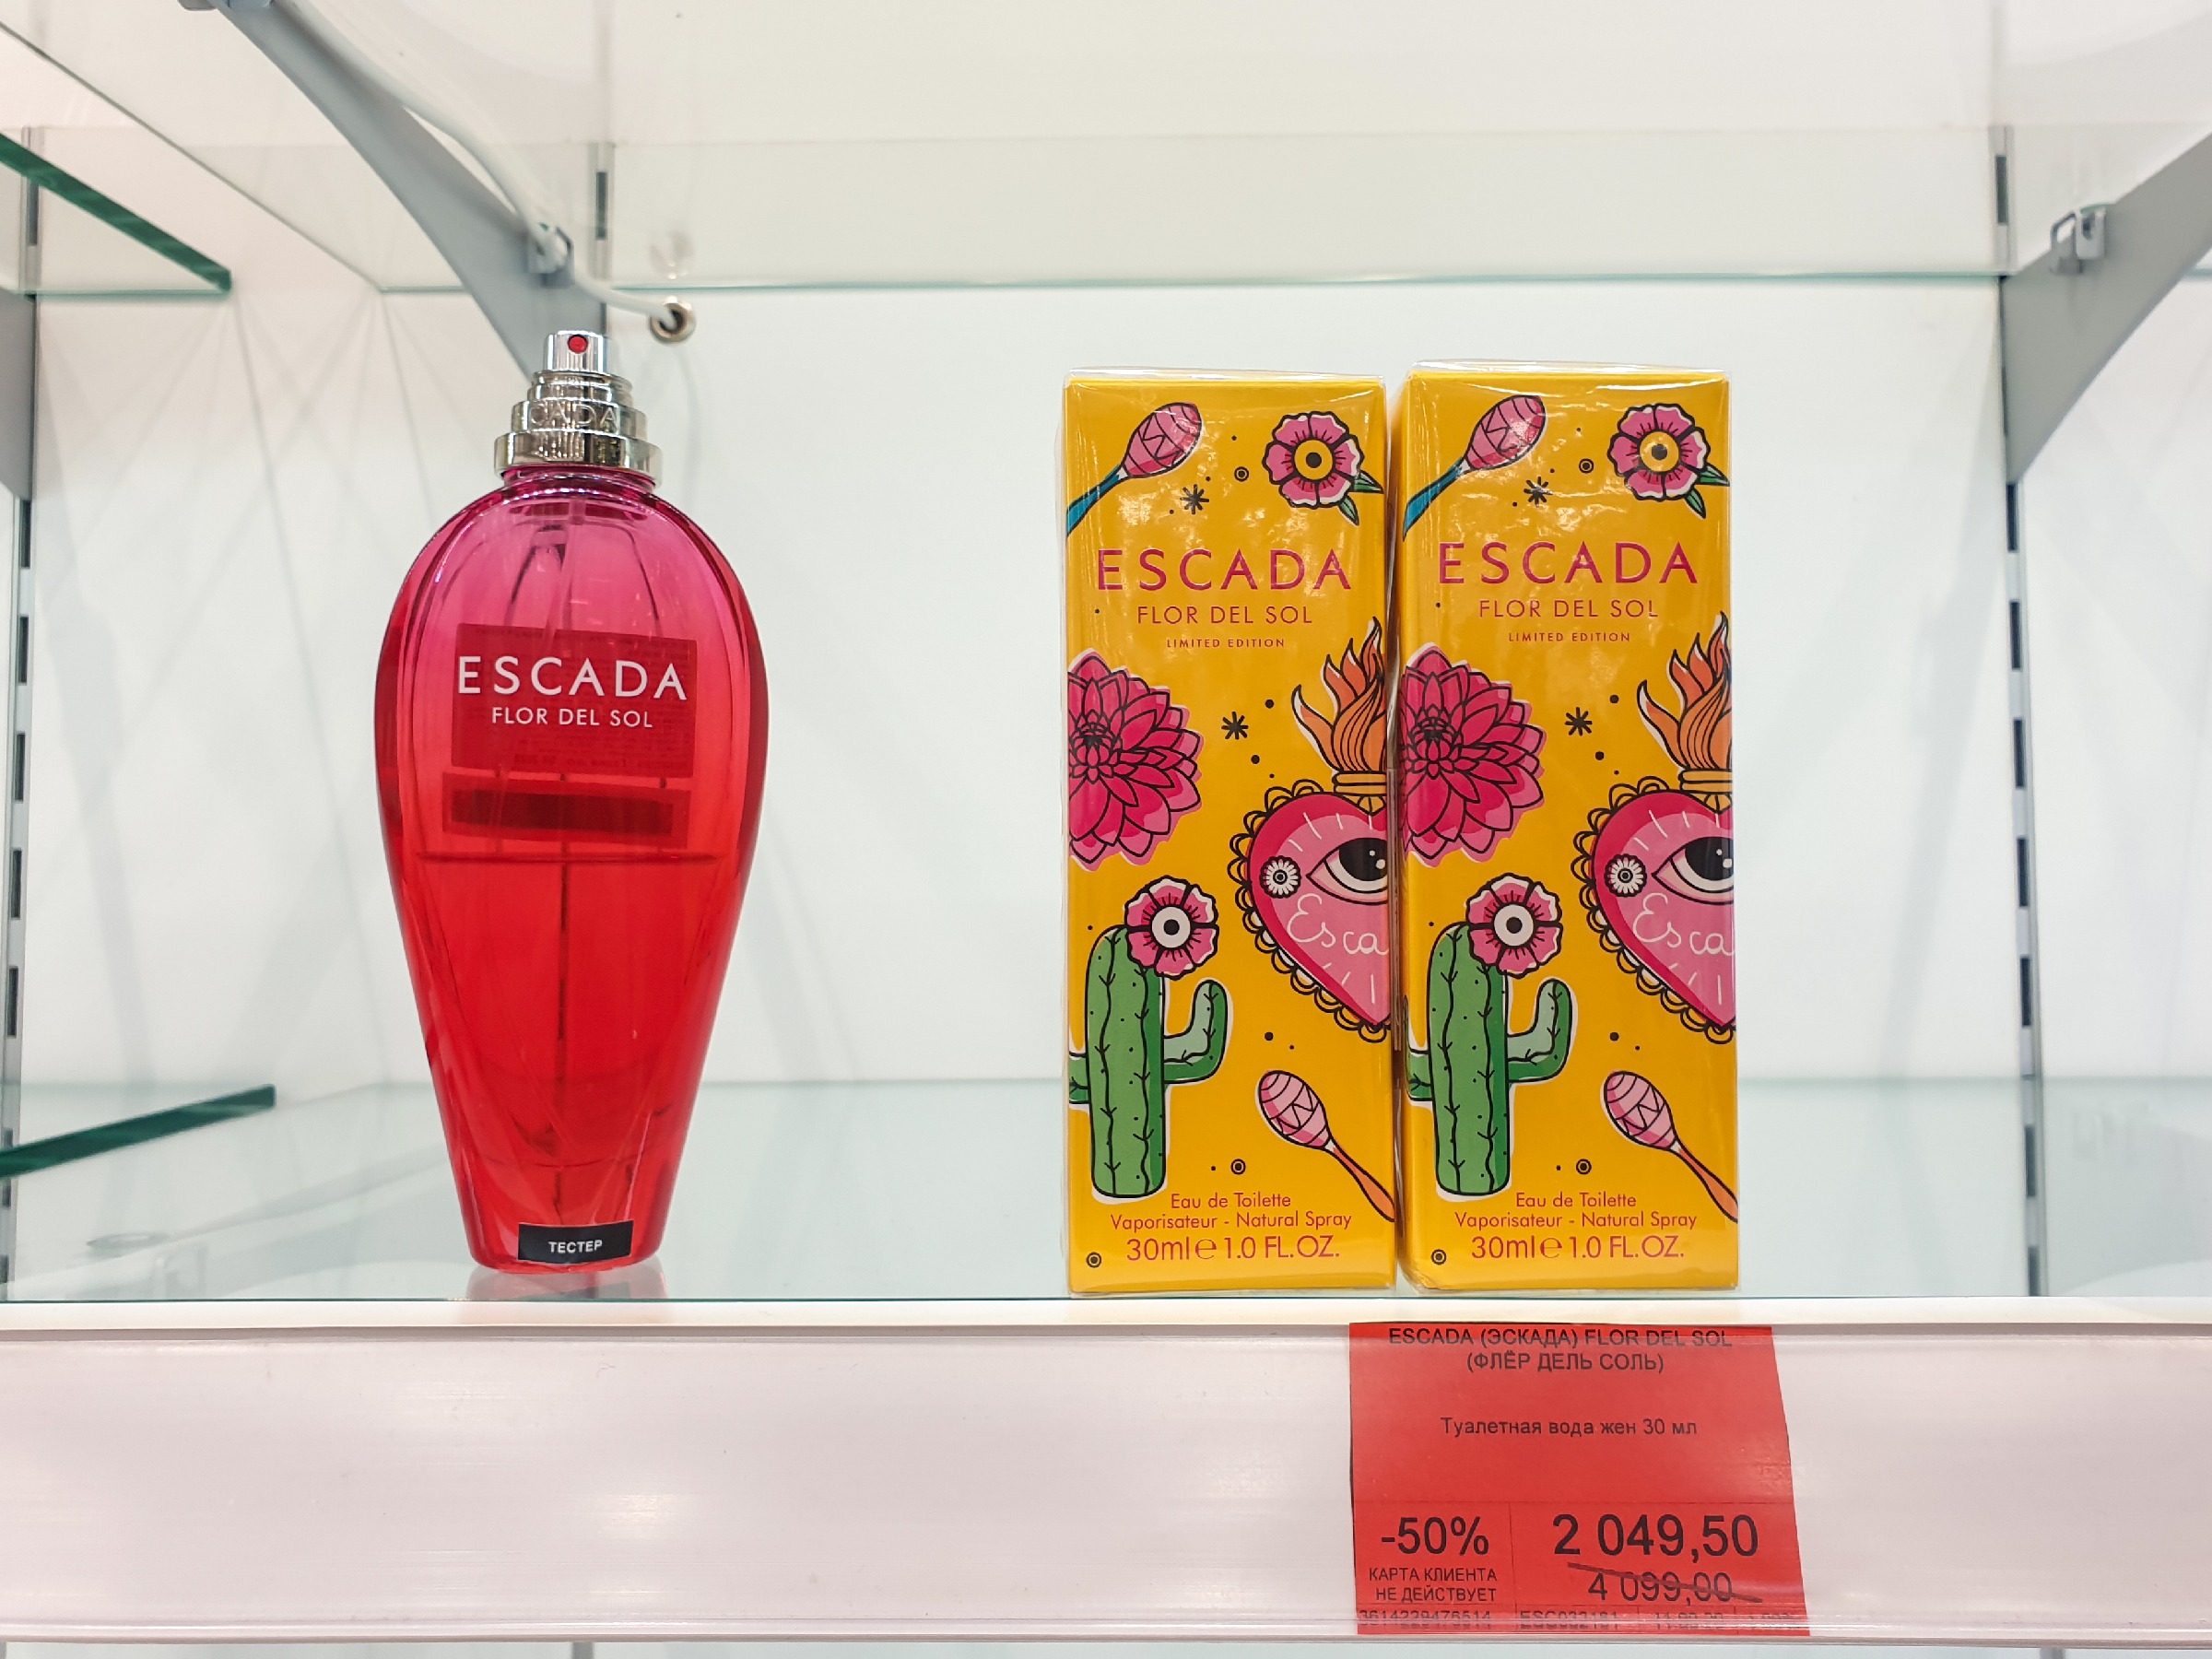 CADA
ESCADA
FLOR DEL SOL
ТЕСТЕР
ESCADA
FLOR DEL SOL
LIMITED EDITION
Esca
Eau de Toilette
Vaporisateur - Natural Spray
30ml e 1.0 FL.OZ.
ESCADA
FLOR DEL SOL
LIMITED EDITION
Esca
Eau de Toilette
Vaporisateur - Natural Spray
30ml e 1.0 FL.OZ.
ESCADA (ЭСКАДА) FLOR DEL SOL
(ФЛЁР ДЕЛЬ СОЛЬ)
Туалетная вода жен 30 мл
-50%
КАРТА КЛИЕНТА
НЕ ДЕЙСТВУЕТ
2 049,50
4 099,00